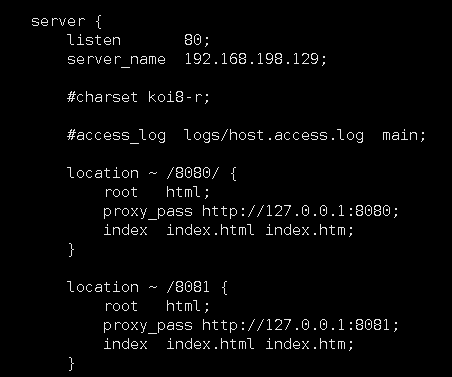 server {
    listen       80;
    server_name  192.168.198.129;

    #charset koi8-r;

    #access_log  logs/host.access.log  main;

    location ~ /8080/ {
        root   html;
        proxy_pass http://127.0.0.1:8080;
        index  index.html index.htm;
    }

    location ~ /8081 {
        root   html;
        proxy_pass http://127.0.0.1:8081;
        index  index.html index.htm;
    }